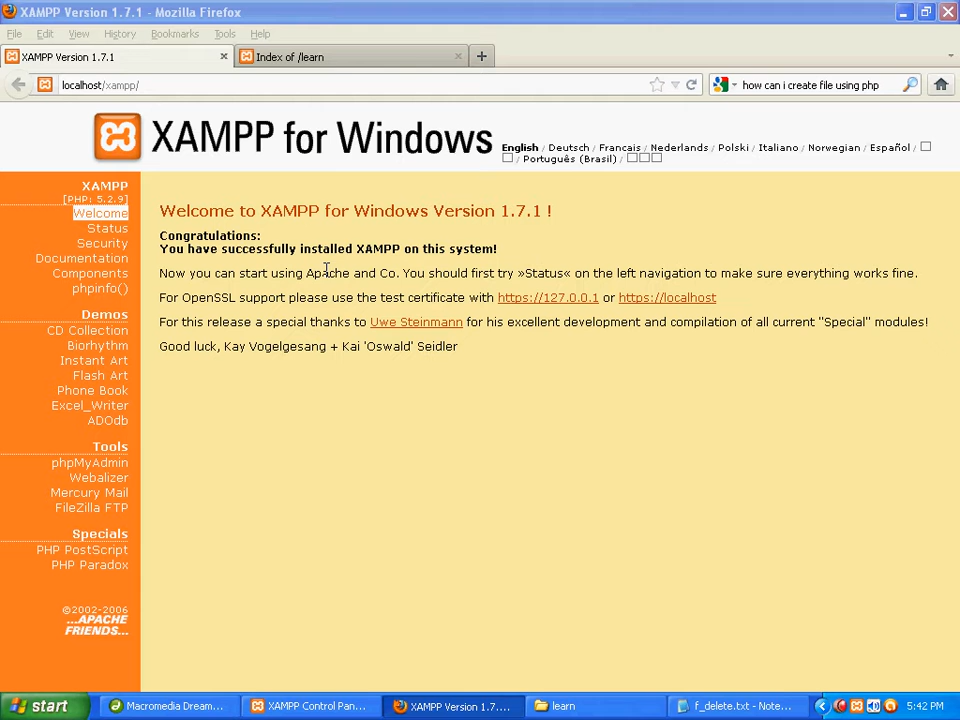 XAMPP Version 1.7.1 - Mozilla Firefox
File Edit View History Bookmarks Tools Help
XAMPP Version 1.7.1 Index of /learn
localhost/xampp/ how can i create file using php
XAMPP for Windows
English / Deutsch / Francais / Nederlands / Polski / Italiano / Norwegian / Español /
/ Português (Brasil) /
XAMPP
[PHP: 5.2.9]
Welcome
Status
Security
Documentation
Components
phpinfo()
Demos
CD Collection
Biorhythm
Instant Art
Flash Art
Phone Book
Excel_Writer
ADOdb
Tools
phpMyAdmin
Webalizer
Mercury Mail
FileZilla FTP
Specials
PHP PostScript
PHP Paradox
©2002-2006
...APACHE
FRIENDS...
Welcome to XAMPP for Windows Version 1.7.1 !
Congratulations:
You have successfully installed XAMPP on this system!
Now you can start using Apache and Co. You should first try »Status« on the left navigation to make sure everything works fine.
For OpenSSL support please use the test certificate with https://127.0.0.1 or https://localhost
For this release a special thanks to Uwe Steinmann for his excellent development and compilation of all current "Special" modules!
Good luck, Kay Vogelgesang + Kai 'Oswald' Seidler
start Macromedia Dream... XAMPP Control Pan... XAMPP Version 1.7.... learn f_delete.txt - Note... 5:42 PM